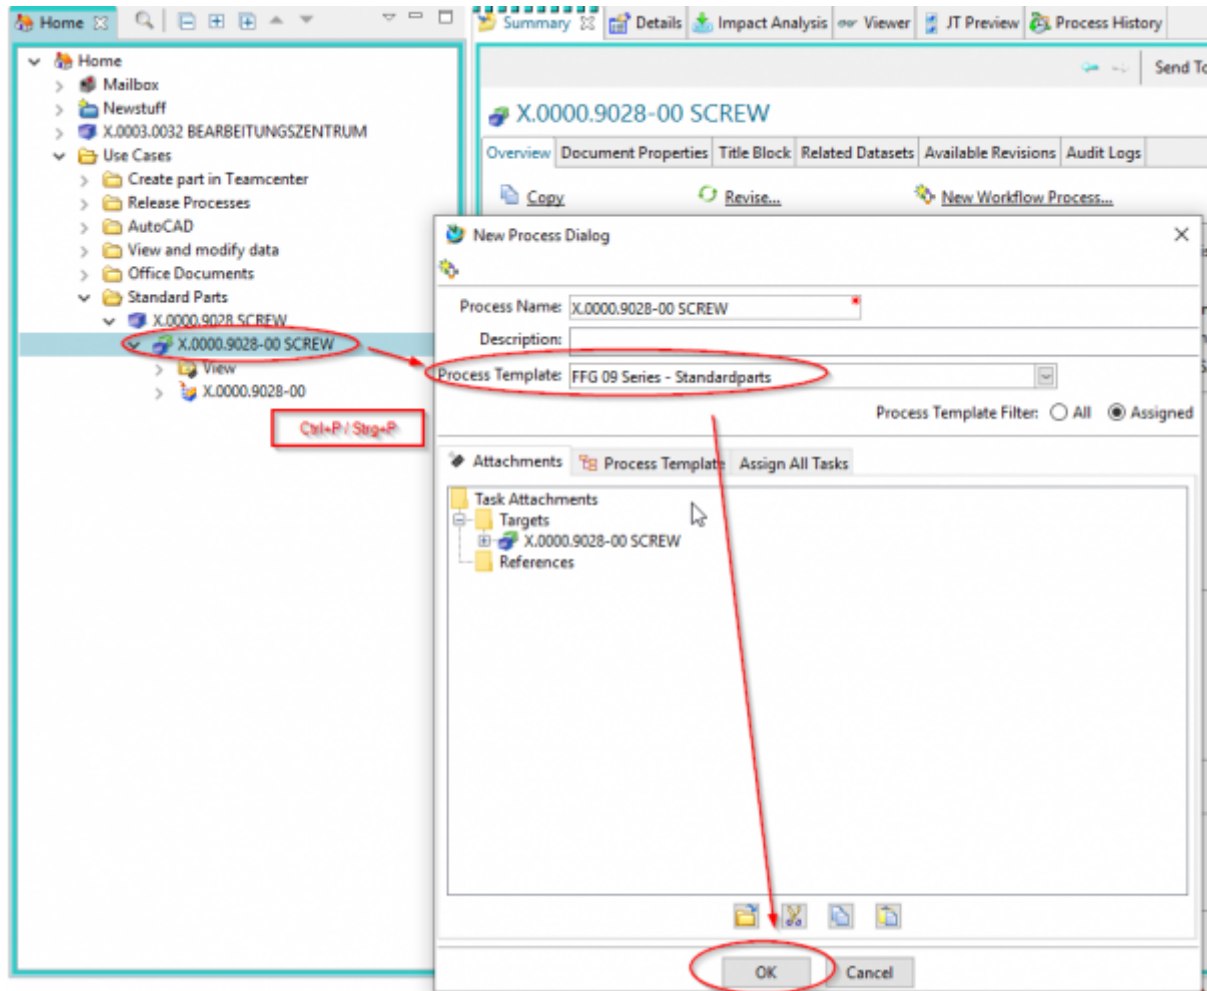 Home
Summary
Details
Impact Analysis
Viewer
JT Preview
Process History
Home
Mailbox
Newstuff
X.0003.0032 BEARBEITUNGSZENTRUM
Use Cases
Create part in Teamcenter
Release Processes
AutoCAD
View and modify data
Office Documents
Standard Parts
X.0000.9028 SCREW
X.0000.9028-00 SCREW
View
X.0000.9028-00
Ctrl+P / Strg+P
Send To
X.0000.9028-00 SCREW
Overview Document Properties Title Block Related Datasets Available Revisions Audit Logs
Copy Revise... New Workflow Process...
New Process Dialog
Process Name: X.0000.9028-00 SCREW
Description:
Process Template: FFG 09 Series - Standardparts
Process Template Filter: All Assigned
Attachments Process Template Assign All Tasks
Task Attachments
Targets
X.0000.9028-00 SCREW
References
OK Cancel